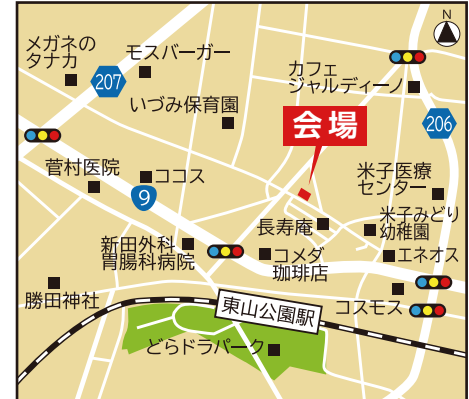 N
メガネの
タナカ
モスバーガー
207
カフェ
ジャルディーノ
いづみ保育園
会場
206
菅村医院
ココス
9
米子医療
センター
長寿庵
米子みどり
幼稚園
新田外科
胃腸科病院
コメダ
珈琲店
エネオス
勝田神社
東山公園駅
コスモス
どらドラパーク